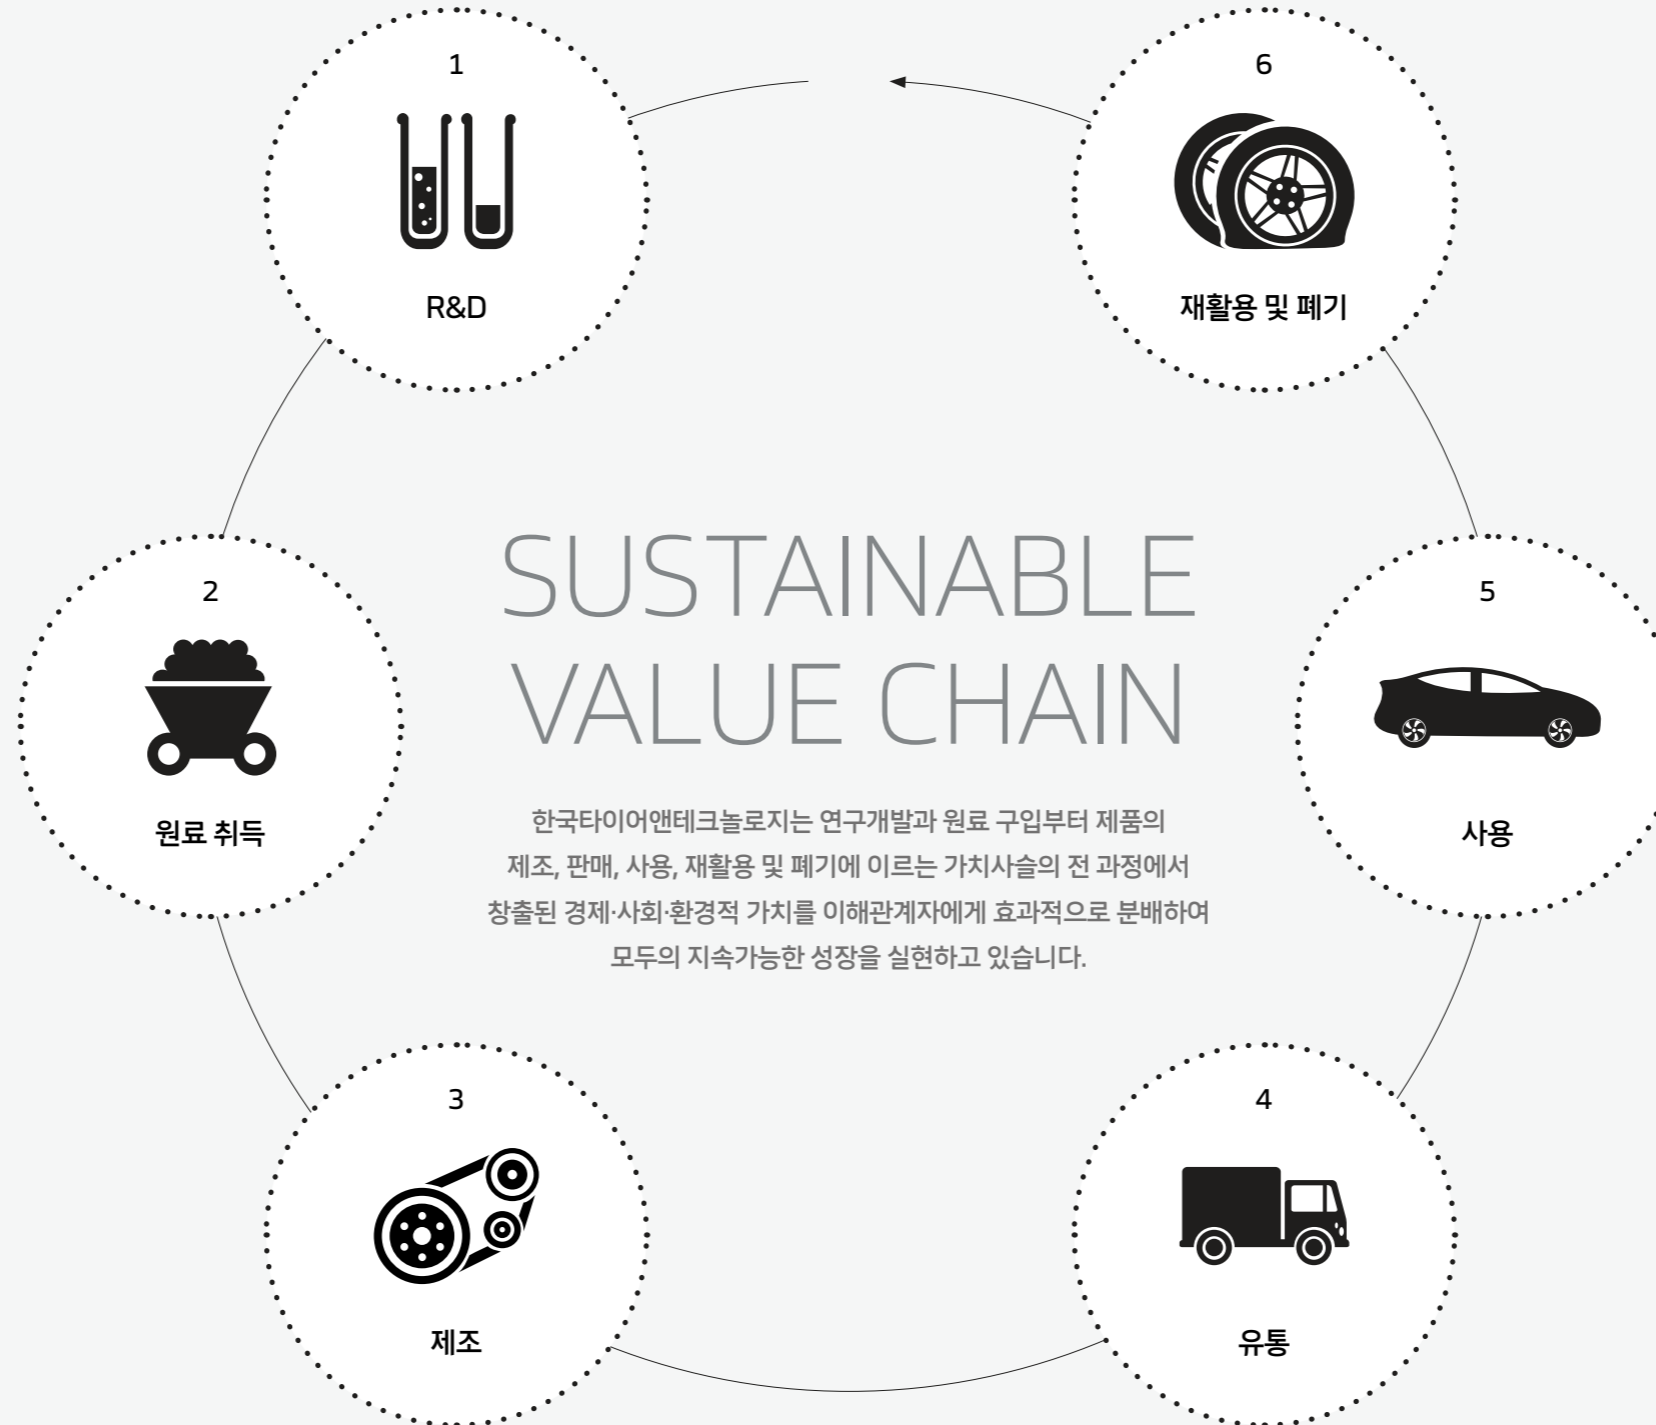 1
R&D
6
재활용 및 폐기
2
원료 취득
SUSTAINABLE
VALUE CHAIN
한국타이어앤테크놀로지는 연구개발과 원료 구입부터 제품의
제조, 판매, 사용, 재활용 및 폐기에 이르는 가치사슬의 전 과정에서
창출된 경제·사회·환경적 가치를 이해관계자에게 효과적으로 분배하여
모두의 지속가능한 성장을 실현하고 있습니다.
5
사용
3
제조
4
유통